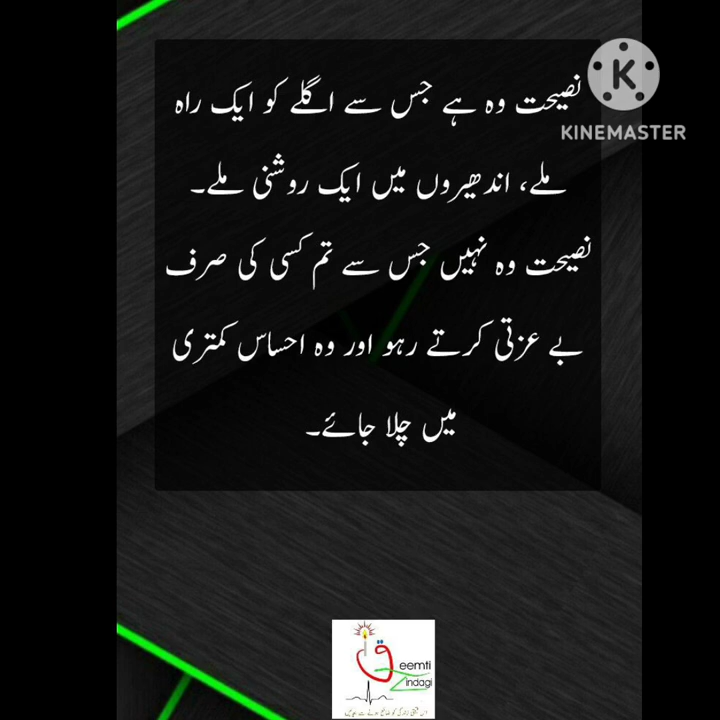 نصیحت وہ ہے جس سے اگلے کو ایک راہ
ملے، اندھیروں میں ایک روشنی ملے۔
نصیحت وہ نہیں جس سے تم کسی کی صرف
بے عزتی کرتے رہو اور وہ احساس کمتری
میں چلا جائے۔
K
KINEMASTER
ق
eemti
Zindagi